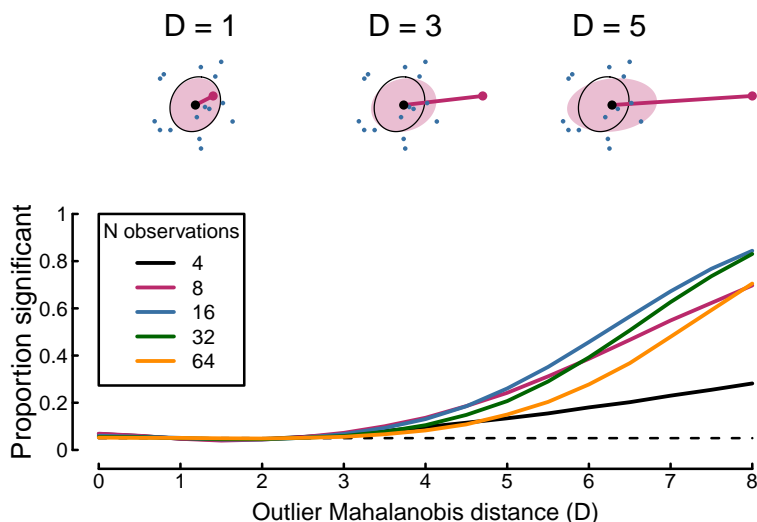 D = 1
D = 3
D = 5
Proportion significant
1
0.8
0.6
0.4
0.2
0
N observations
4
8
16
32
64
0 1 2 3 4 5 6 7 8
Outlier Mahalanobis distance (D)